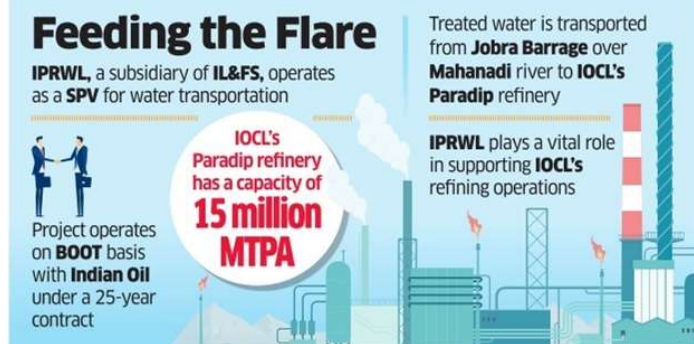 Feeding the Flare
IPRWL, a subsidiary of IL&FS, operates
as a SPV for water transportation
Project operates
on BOOT basis
with Indian Oil
under a 25-year
contract
IOCL's
Paradip refinery
has a capacity of
15 million
MTPA
Treated water is transported
from Jobra Barrage over
Mahanadi river to IOCL's
Paradip refinery
IPRWL plays a vital role
in supporting IOCL's
refining operations